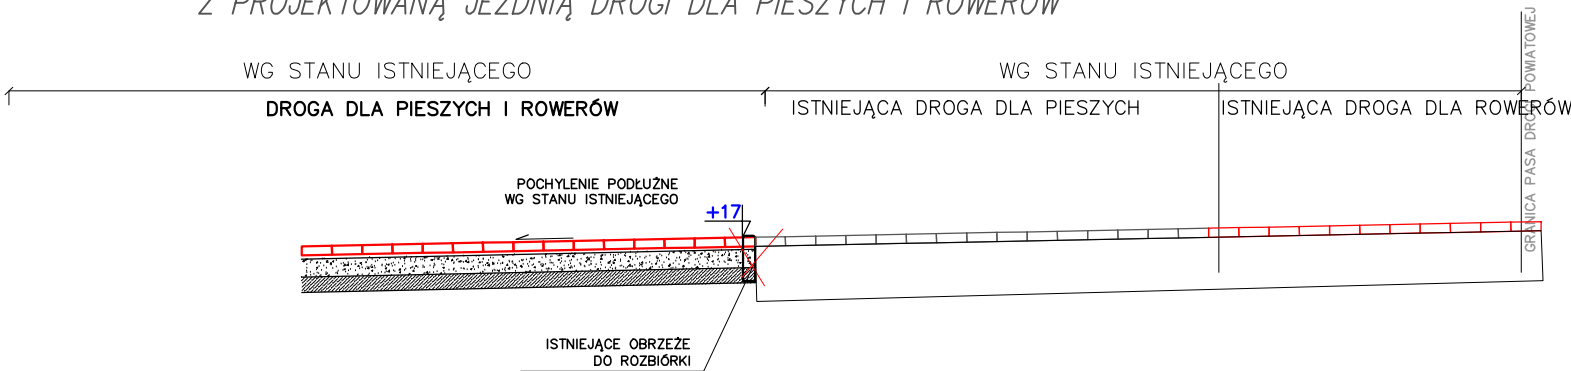 Z PROJEKTOWANĄ JEZDNIĄ DROGI DLA PIESZYCH I ROWERÓW
WG STANU ISTNIEJĄCEGO
WG STANU ISTNIEJĄCEGO
DROGA DLA PIESZYCH I ROWERÓW
ISTNIEJĄCA DROGA DLA PIESZYCH
ISTNIEJĄCA DROGA DLA ROWERÓW
GRANICA PASA DROGI POWIATOWEJ
POCHYLENIE PODŁUŻNE
WG STANU ISTNIEJĄCEGO
+17
ISTNIEJĄCE OBRZEŻE
DO ROZBIÓRKI